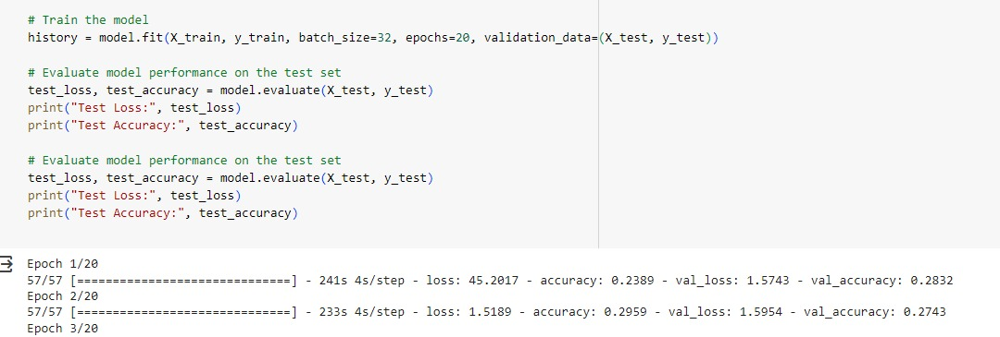 # Train the model
history = model.fit(X_train, y_train, batch_size=32, epochs=20, validation_data=(X_test, y_test))
# Evaluate model performance on the test set
test_loss, test_accuracy = model.evaluate(X_test, y_test)
print("Test Loss:", test_loss)
print("Test Accuracy:", test_accuracy)
# Evaluate model performance on the test set
test_loss, test_accuracy = model.evaluate(X_test, y_test)
print("Test Loss:", test_loss)
print("Test Accuracy:", test_accuracy)
Epoch 1/20
57/57 [==============================] - 241s 4s/step - loss: 45.2017 - accuracy: 0.2389 - val_loss: 1.5743 - val_accuracy: 0.2832
Epoch 2/20
57/57 [==============================] - 233s 4s/step - loss: 1.5189 - accuracy: 0.2959 - val_loss: 1.5954 - val_accuracy: 0.2743
Epoch 3/20